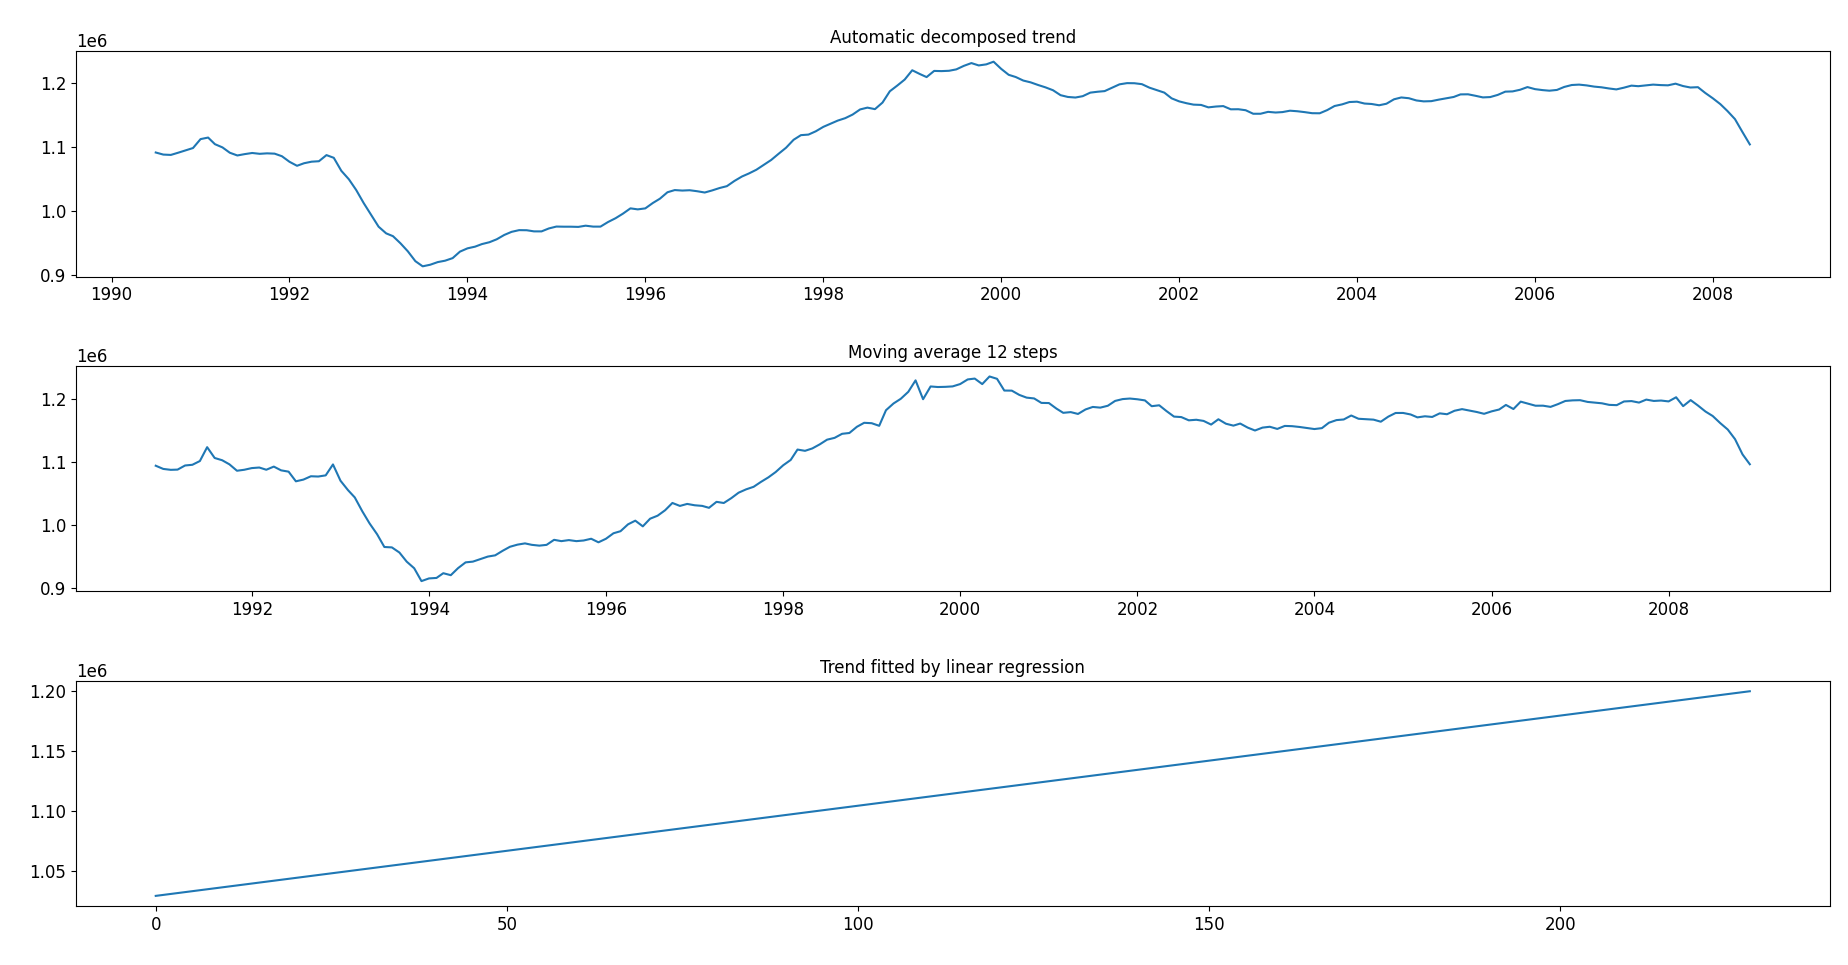 Automatic decomposed trend
1e6
1.2
1.1
1.0
0.9
1990 1992 1994 1996 1998 2000 2002 2004 2006 2008
Moving average 12 steps
1e6
1.2
1.1
1.0
0.9
1992 1994 1996 1998 2000 2002 2004 2006 2008
Trend fitted by linear regression
1e6
1.20
1.15
1.10
1.05
0 50 100 150 200